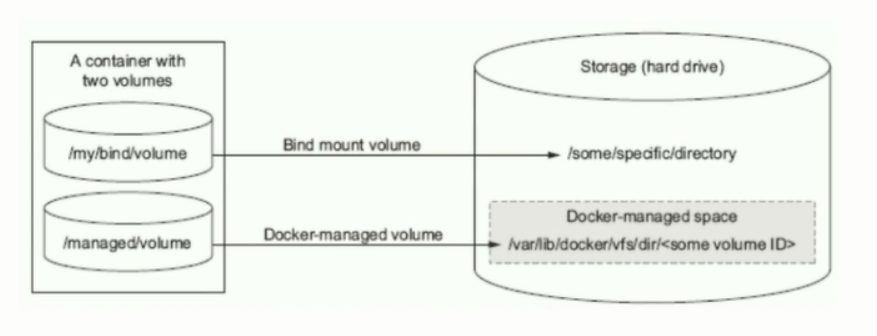 A container with
two volumes
/my/bind/volume
/managed/volume
Bind mount volume
Docker-managed volume
Storage (hard drive)
/some/specific/directory
Docker-managed space
/var/lib/docker/vfs/dir/<some volume ID>